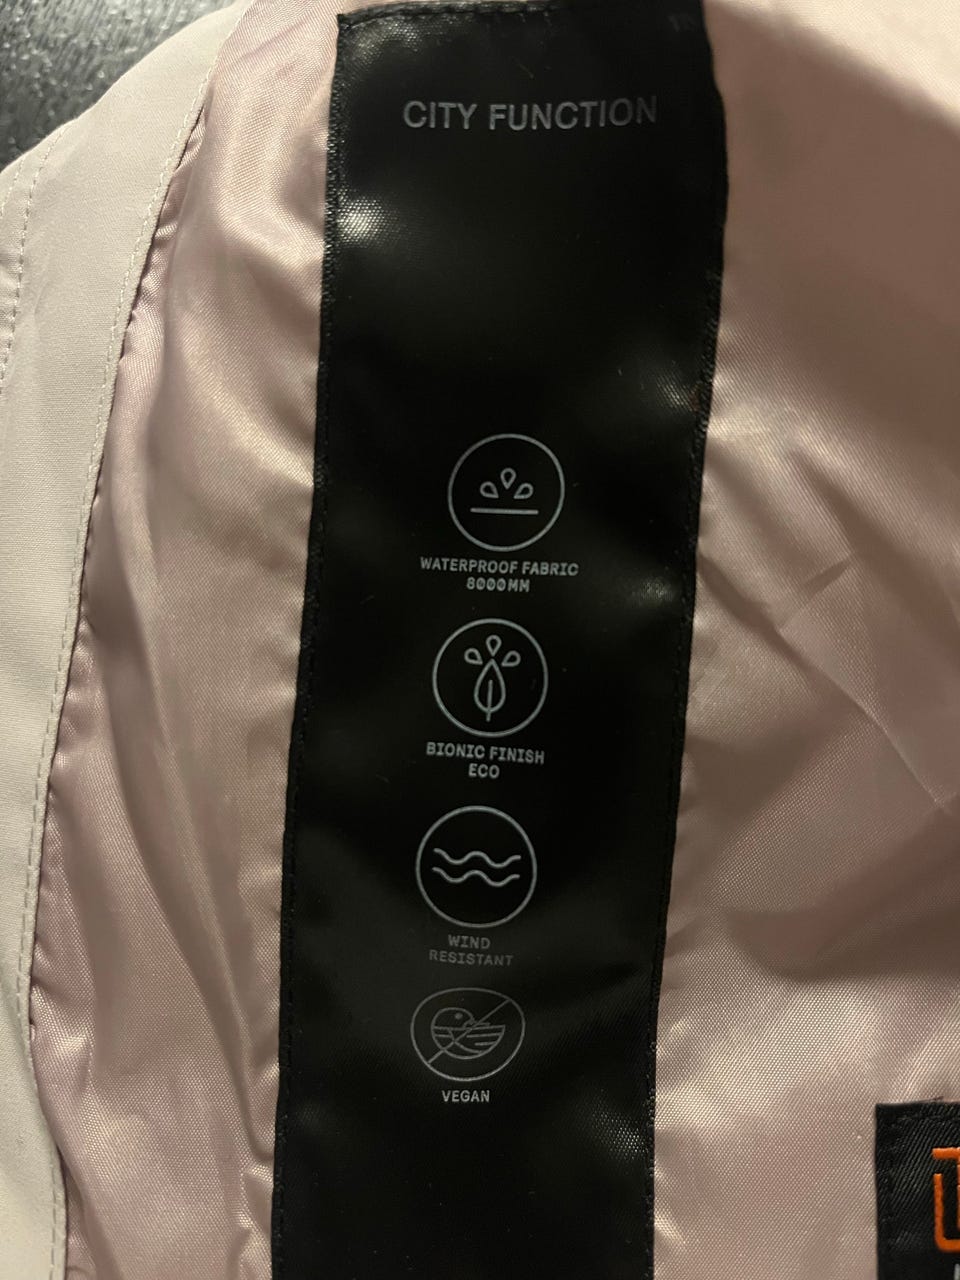 CITY FUNCTION
WATERPROOF FABRIC
8000MM
BIONIC FINISH
ECO
WIND
RESISTANT
VEGAN